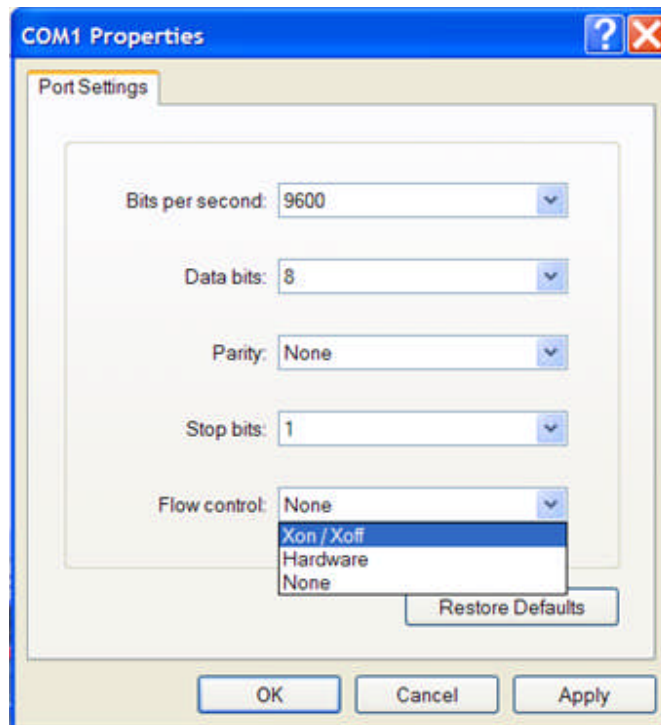 COM1 Properties
?
Port Settings
Bits per second: 9600
Data bits: 8
Parity: None
Stop bits: 1
Flow control: None
Xon / Xoff
Hardware
None
Restore Defaults
OK Cancel Apply